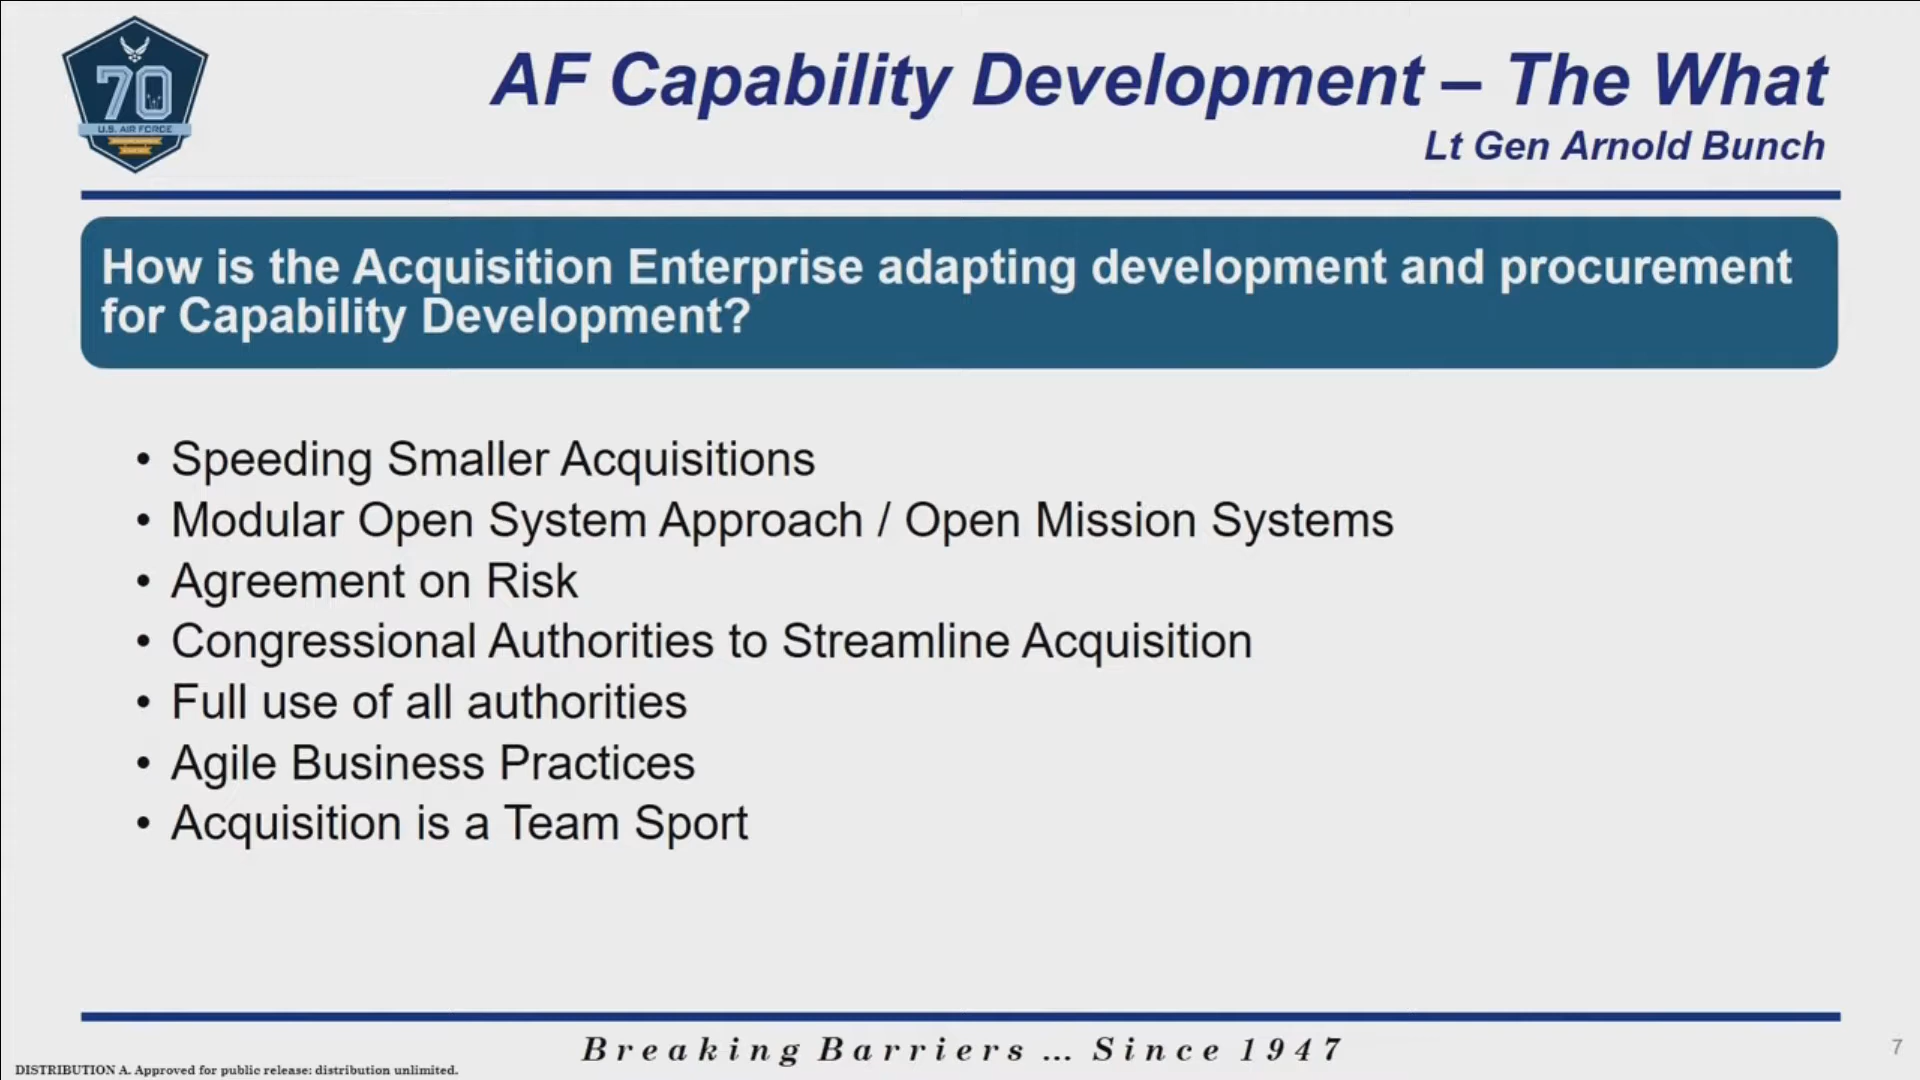 AF Capability Development – The What
Lt Gen Arnold Bunch
70
U.S. AIR FORCE
How is the Acquisition Enterprise adapting development and procurement
for Capability Development?
• Speeding Smaller Acquisitions
• Modular Open System Approach / Open Mission Systems
• Agreement on Risk
• Congressional Authorities to Streamline Acquisition
• Full use of all authorities
• Agile Business Practices
• Acquisition is a Team Sport
Breaking Barriers ... Since 1947
7
DISTRIBUTION A. Approved for public release: distribution unlimited.